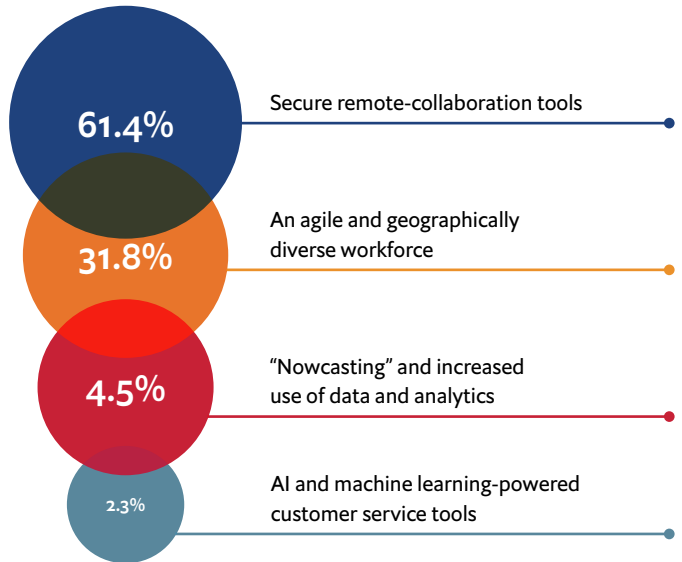 61.4%
Secure remote-collaboration tools
An agile and geographically
diverse workforce
31.8%
“Nowcasting” and increased
use of data and analytics
4.5%
AI and machine learning-powered
customer service tools
2.3%